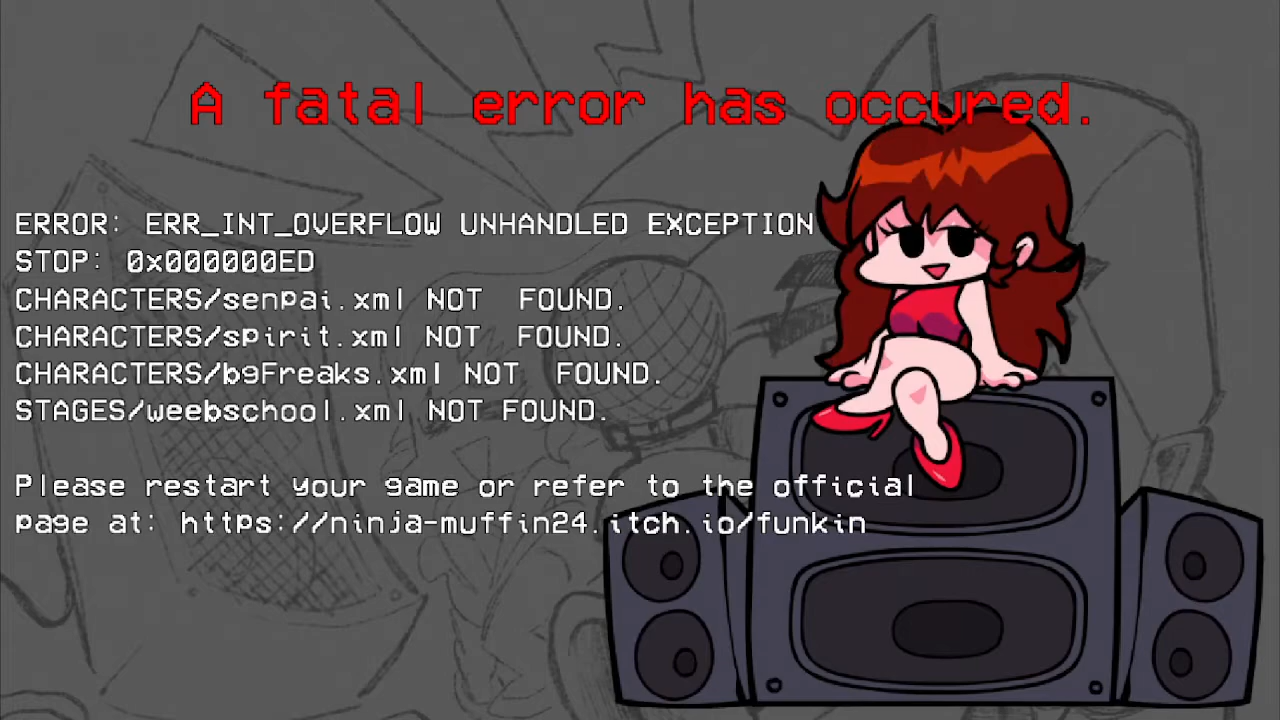 A fatal error has occured.
ERROR: ERR_INT_OVERFLOW UNHANDLED EXCEPTION
STOP: 0x000000ED
CHARACTERS/senpai.xml NOT  FOUND.
CHARACTERS/spirit.xml NOT  FOUND.
CHARACTERS/bgFreaks.xml NOT  FOUND.
STAGES/weebschool.xml NOT FOUND.
Please restart your game or refer to the official
page at: https://ninja-muffin24.itch.io/funkin